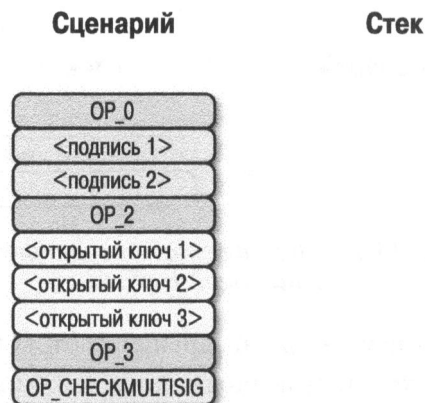 Сценарий Стек
OP_0
<подпись 1>
<подпись 2>
OP_2
<открытый ключ 1>
<открытый ключ 2>
<открытый ключ 3>
OP_3
OP_CHECKMULTISIG